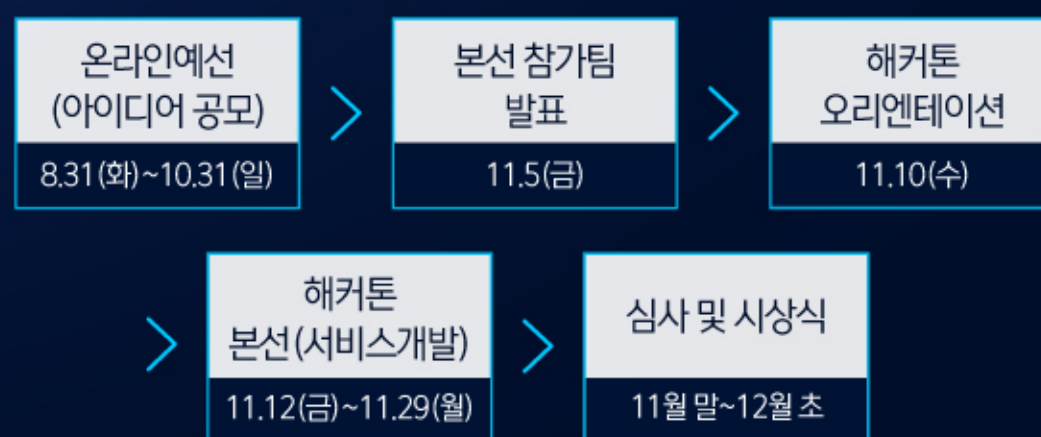 온라인예선
(아이디어 공모)
8.31(화)~10.31(일)
본선 참가팀
발표
11.5(금)
해커톤
오리엔테이션
11.10(수)
해커톤
본선(서비스개발)
11.12(금)~11.29(월)
심사 및 시상식
11월 말~12월 초